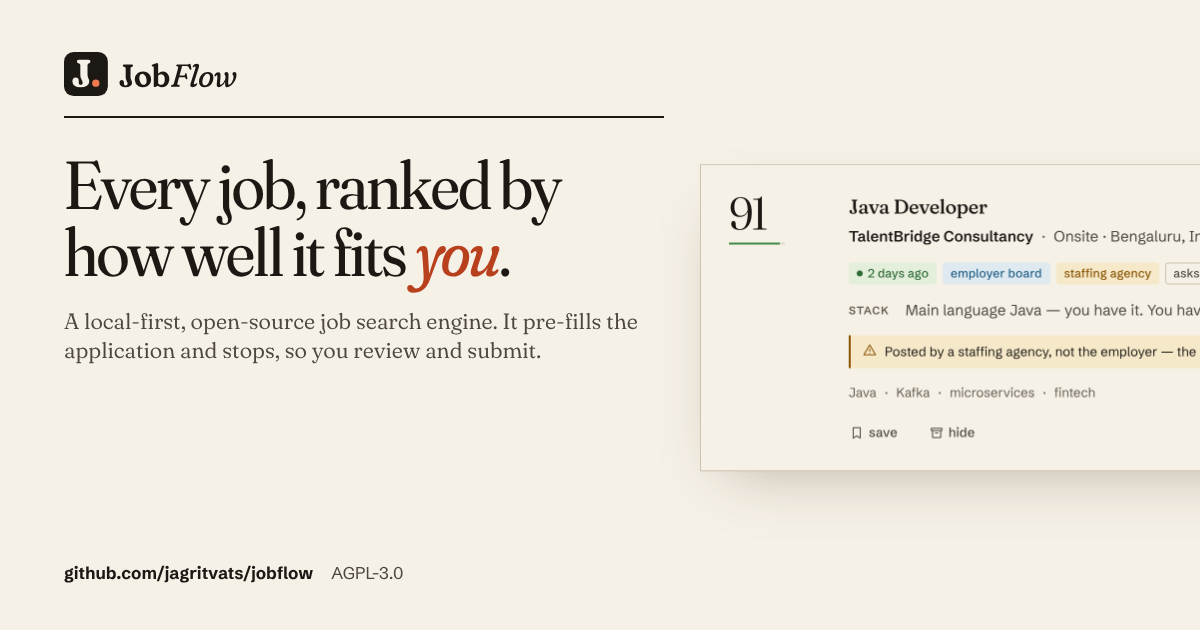 J.
JobFlow
Every job, ranked by
how well it fits you.
A local-first, open-source job search engine. It pre-fills the
application and stops, so you review and submit.
91
Java Developer
TalentBridge Consultancy · Onsite · Bengaluru, In
2 days ago employer board staffing agency asks
STACK Main language Java — you have it. You hav
Posted by a staffing agency, not the employer — the
Java · Kafka · microservices · fintech
save hide
github.com/jagritvats/jobflow AGPL-3.0